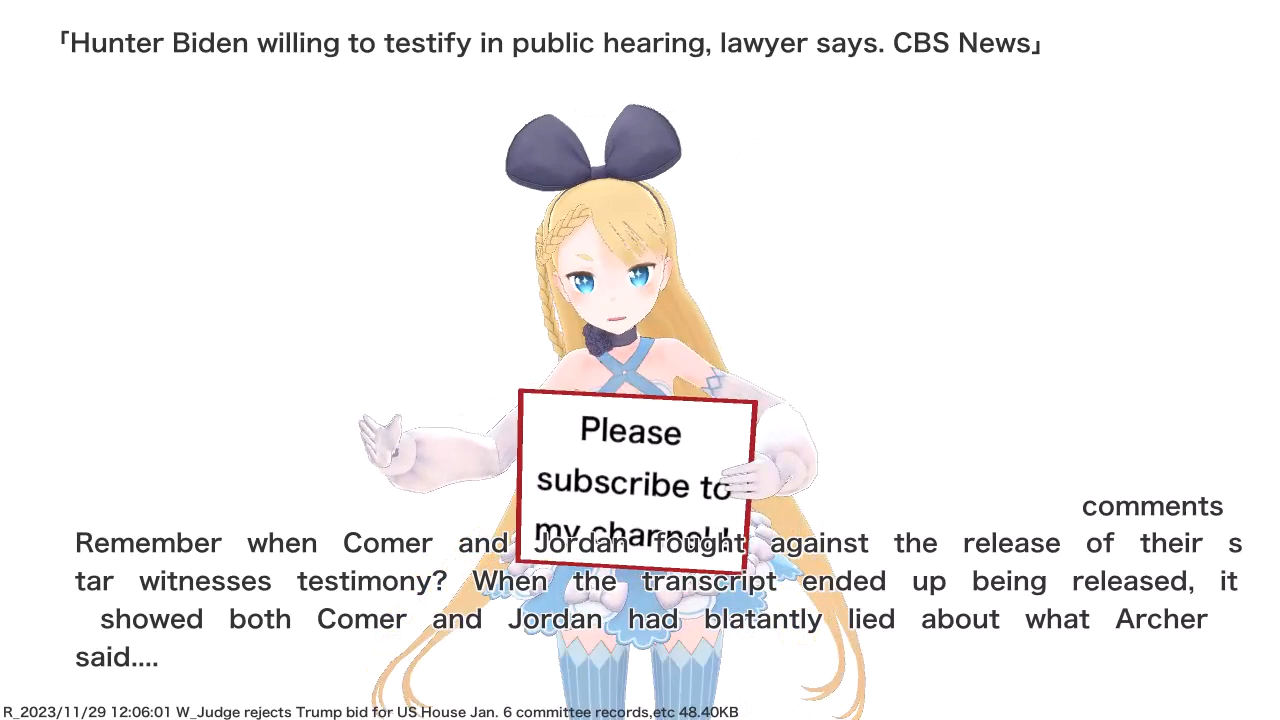 「Hunter Biden willing to testify in public hearing, lawyer says. CBS News」
Please
subscribe to
my channel!
comments
Remember when Comer and Jordan fought against the release of their s
tar witnesses testimony? When the transcript ended up being released, it
showed both Comer and Jordan had blatantly lied about what Archer
said....
R_2023/11/29 12:06:01 W_Judge rejects Trump bid for US House Jan. 6 committee records,etc 48.40KB